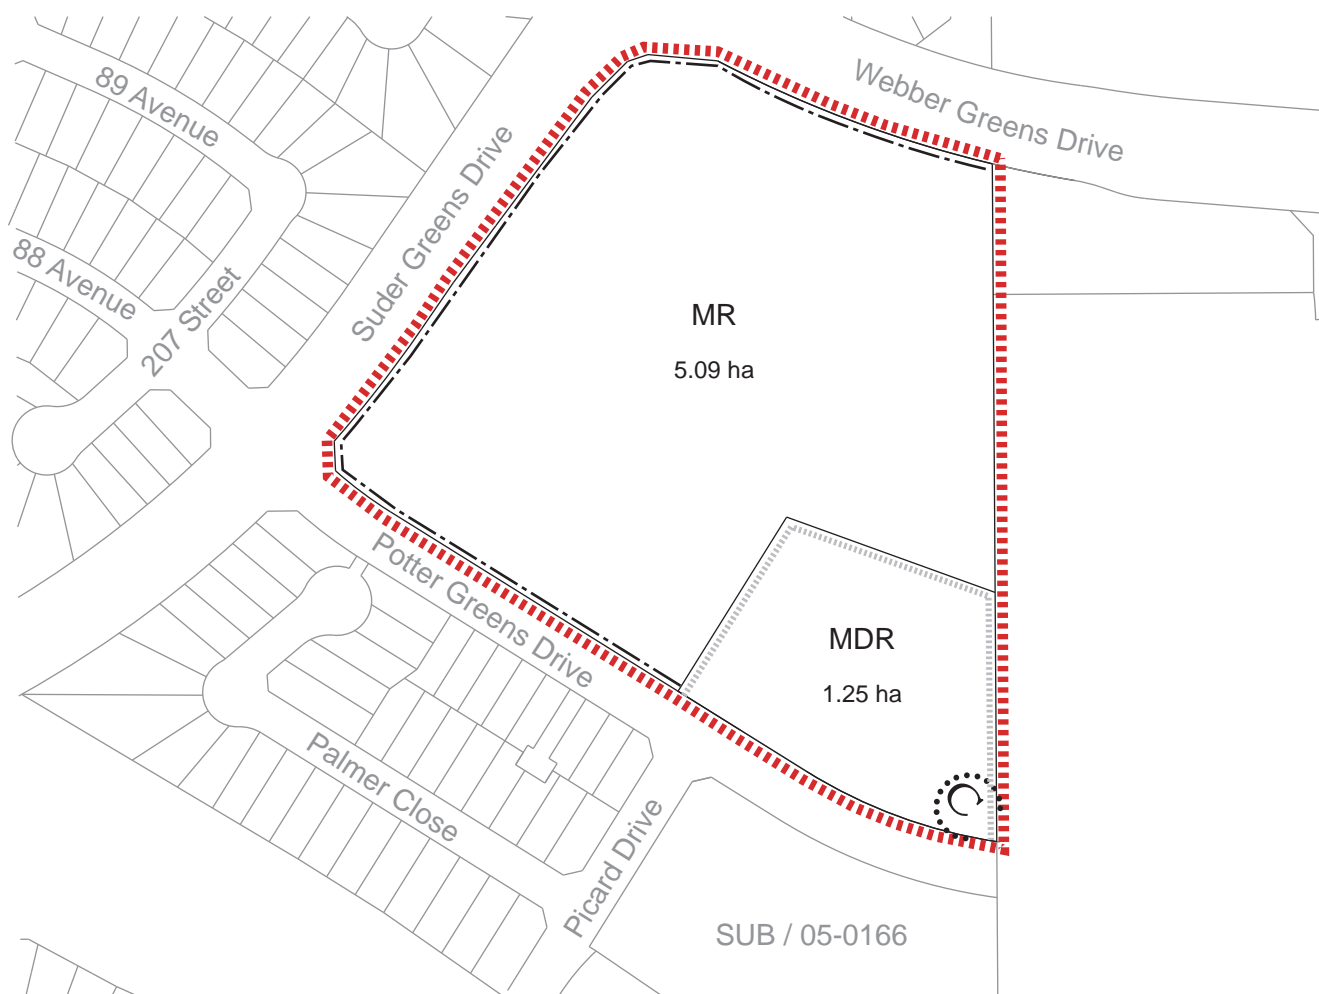 89 Avenue
Webber Greens Drive
Suder Greens Drive
88 Avenue
207 Street
MR
5.09 ha
Potter Greens Drive
MDR
1.25 ha
Palmer Close
Picard Drive
SUB / 05-0166